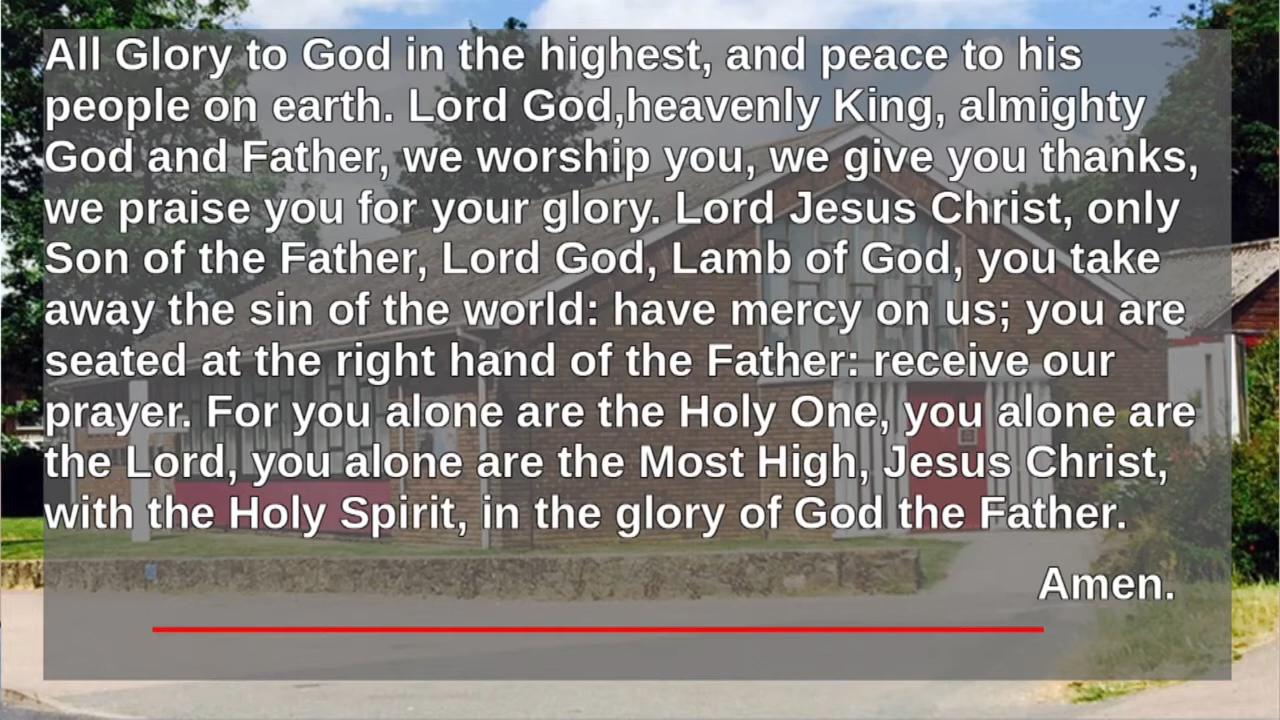 All Glory to God in the highest, and peace to his
people on earth. Lord God,heavenly King, almighty
God and Father, we worship you, we give you thanks,
we praise you for your glory. Lord Jesus Christ, only
Son of the Father, Lord God, Lamb of God, you take
away the sin of the world: have mercy on us; you are
seated at the right hand of the Father: receive our
prayer. For you alone are the Holy One, you alone are
the Lord, you alone are the Most High, Jesus Christ,
with the Holy Spirit, in the glory of God the Father.
Amen.